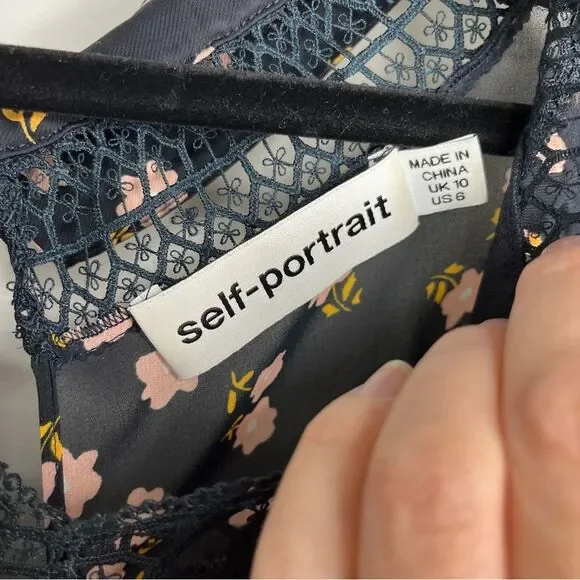 self-portrait
MADE IN
CHINA
UK 10
US 6